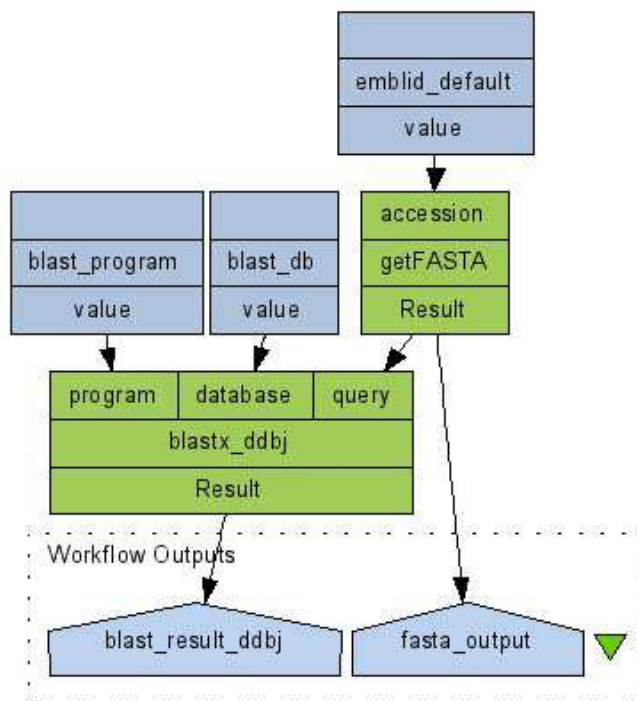 emblid_default
value
blast_program
value
blast_db
value
accession
getFASTA
Result
program database query
blastx_ddbj
Result
Workflow Outputs
blast_result_ddbj
fasta_output